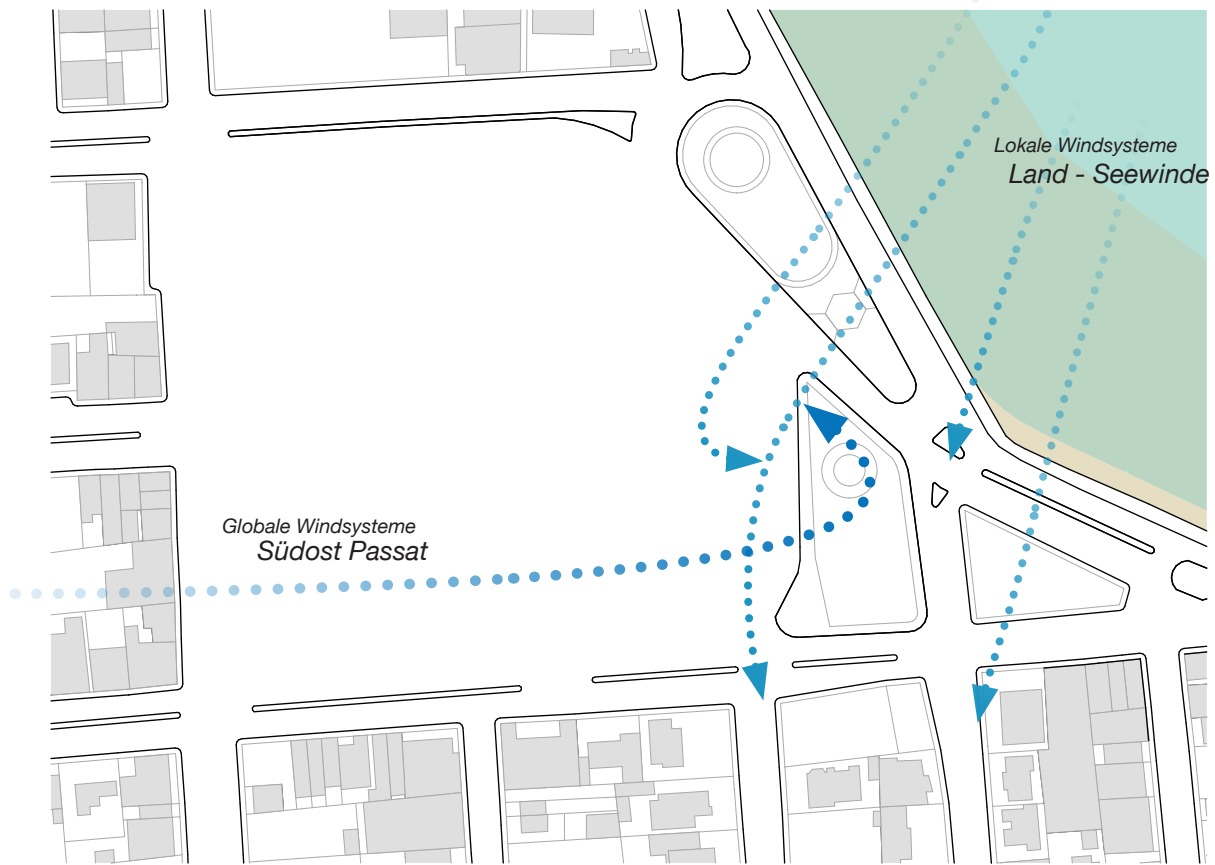 Lokale Windsysteme
Land - Seewinde
Globale Windsysteme
Südost Passat